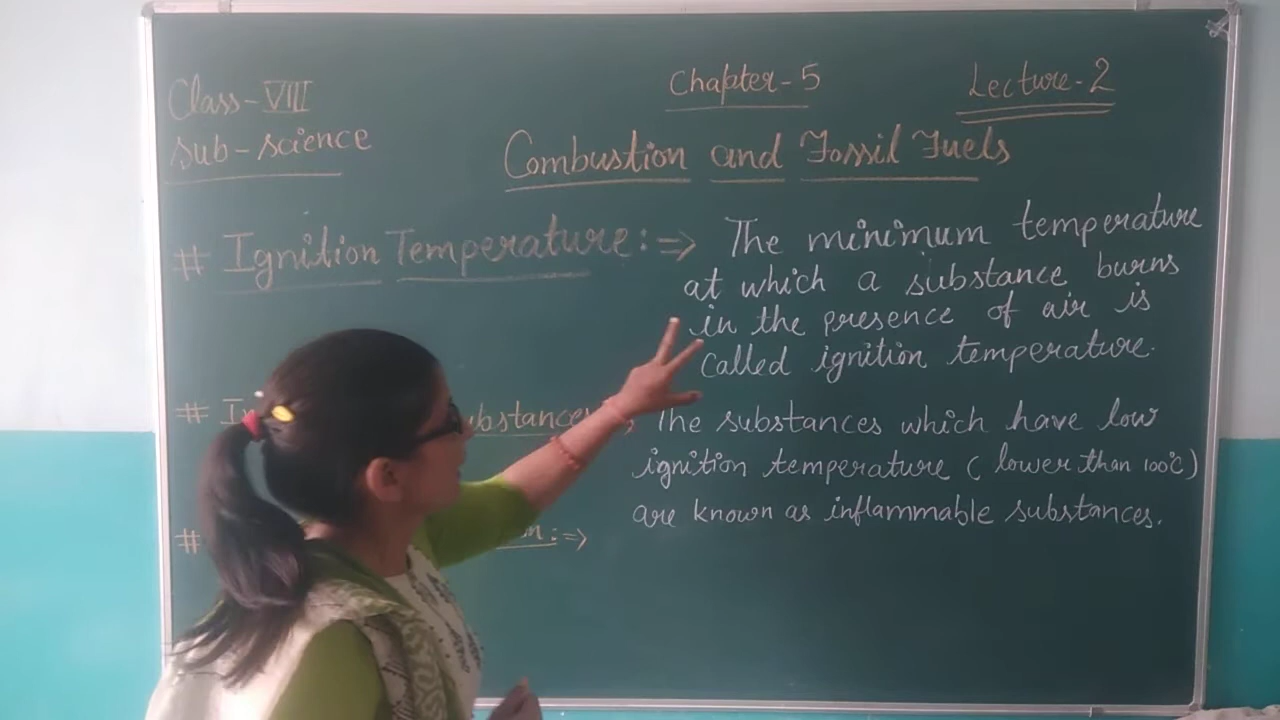 Class-VIII
Chapter-5
Lecture-2
Sub-science
Combustion and Fossil Fuels
# Ignition Temperature:⇒ The minimum temperature
at which a substance burns
in the presence of air is
called ignition temperature.
# In ubstances The substances which have low
ignition temperature (lower than 100°C)
are known as inflammable substances.
# :⇒